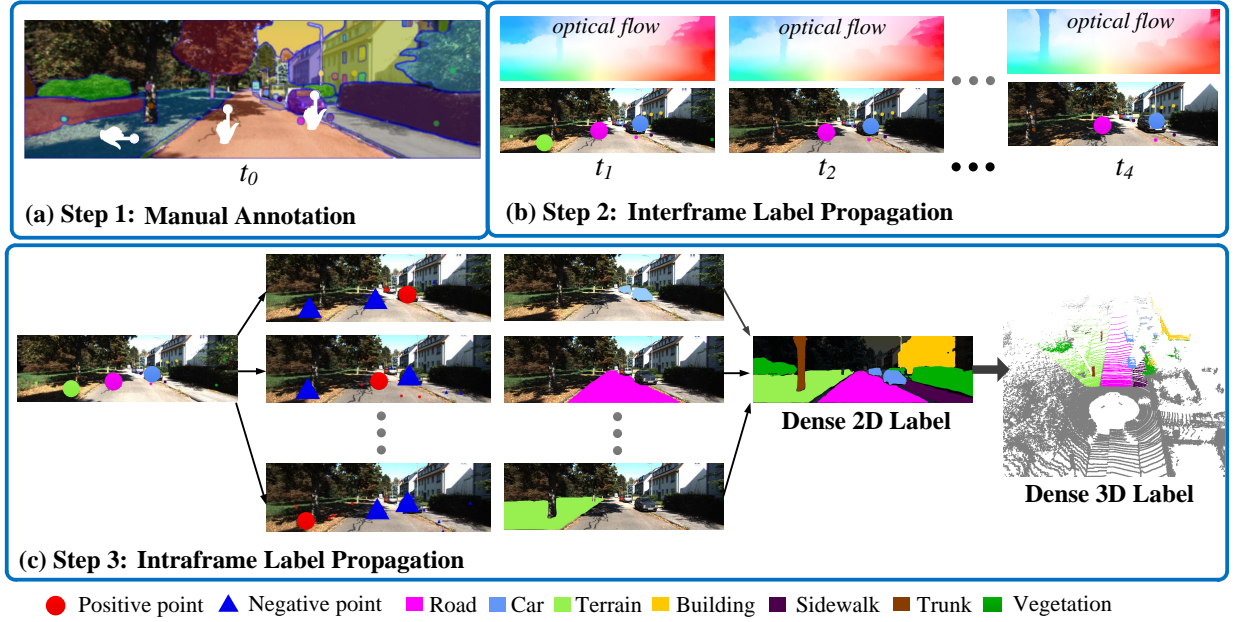 optical flow optical flow optical flow
t0 t1 t2 t4
(a) Step 1: Manual Annotation
(b) Step 2: Interframe Label Propagation
Dense 2D Label
Dense 3D Label
(c) Step 3: Intraframe Label Propagation
Positive point Negative point Road Car Terrain Building Sidewalk Trunk Vegetation